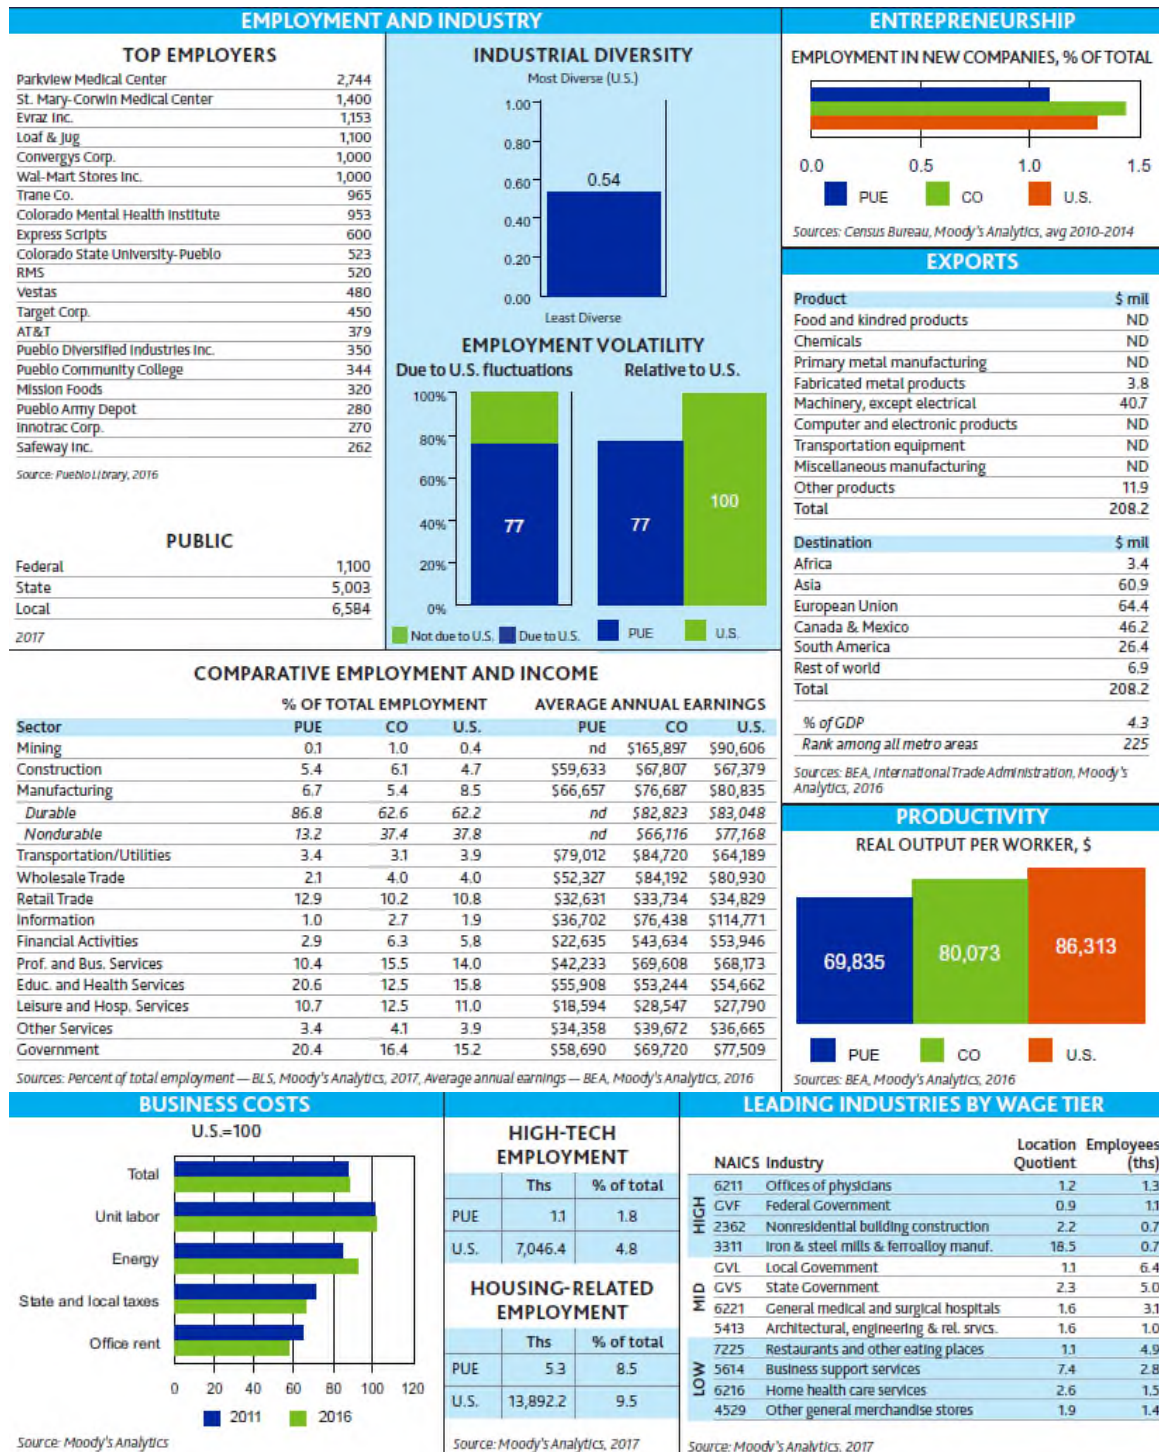 EMPLOYMENT AND INDUSTRY
TOP EMPLOYERS
Parkview Medical Center 2,744
St. Mary-Corwin Medical Center 1,400
Evraz Inc. 1,153
Loaf & Jug 1,100
Convergys Corp. 1,000
Wal-Mart Stores Inc. 1,000
Trane Co. 965
Colorado Mental Health Institute 953
Express Scripts 600
Colorado State University-Pueblo 523
RMS 520
Vestas 480
Target Corp. 450
AT&T 379
Pueblo Diversified Industries Inc. 350
Pueblo Community College 344
Mission Foods 320
Pueblo Army Depot 280
Innotrac Corp. 270
Safeway Inc. 262
Source: Pueblo Library, 2016
PUBLIC
Federal 1,100
State 5,003
Local 6,584
2017
INDUSTRIAL DIVERSITY
Most Diverse (U.S.)
1.00
0.80
0.60
0.54
0.40
0.20
0.00
Least Diverse
EMPLOYMENT VOLATILITY
Due to U.S. fluctuations Relative to U.S.
100%
80%
60%
40%
20%
0%
77
77
100
Not due to U.S. Due to U.S. PUE U.S.
ENTREPRENEURSHIP
EMPLOYMENT IN NEW COMPANIES, % OF TOTAL
0.0 0.5 1.0 1.5
PUE CO U.S.
Sources: Census Bureau, Moody's Analytics, avg 2010-2014
EXPORTS
Product $ mil
Food and kindred products ND
Chemicals ND
Primary metal manufacturing ND
Fabricated metal products 3.8
Machinery, except electrical 40.7
Computer and electronic products ND
Transportation equipment ND
Miscellaneous manufacturing ND
Other products 11.9
Total 208.2
Destination $ mil
Africa 3.4
Asia 60.9
European Union 64.4
Canada & Mexico 46.2
South America 26.4
Rest of world 6.9
Total 208.2
% of GDP 4.3
Rank among all metro areas 225
Sources: BEA, International Trade Administration, Moody's
Analytics, 2016
COMPARATIVE EMPLOYMENT AND INCOME
% OF TOTAL EMPLOYMENT AVERAGE ANNUAL EARNINGS
Sector PUE CO U.S. PUE CO U.S.
Mining 0.1 1.0 0.4 nd $165,897 $90,606
Construction 5.4 6.1 4.7 $59,633 $67,807 $67,379
Manufacturing 6.7 5.4 8.5 $66,657 $76,687 $80,835
Durable 86.8 62.6 62.2 nd $82,823 $83,048
Nondurable 13.2 37.4 37.8 nd $66,116 $77,168
Transportation/Utilities 3.4 3.1 3.9 $79,012 $84,720 $64,189
Wholesale Trade 2.1 4.0 4.0 $52,327 $84,192 $80,930
Retail Trade 12.9 10.2 10.8 $32,631 $33,734 $34,829
Information 1.0 2.7 1.9 $36,702 $76,438 $114,771
Financial Activities 2.9 6.3 5.8 $22,635 $43,634 $53,946
Prof. and Bus. Services 10.4 15.5 14.0 $42,233 $69,608 $68,173
Educ. and Health Services 20.6 12.5 15.8 $55,908 $53,244 $54,662
Leisure and Hosp. Services 10.7 12.5 11.0 $18,594 $28,547 $27,790
Other Services 3.4 4.1 3.9 $34,358 $39,672 $36,665
Government 20.4 16.4 15.2 $58,690 $69,720 $77,509
Sources: Percent of total employment — BLS, Moody's Analytics, 2017, Average annual earnings — BEA, Moody's Analytics, 2016
PRODUCTIVITY
REAL OUTPUT PER WORKER, $
69,835 80,073 86,313
PUE CO U.S.
Sources: BEA, Moody's Analytics, 2016
BUSINESS COSTS
U.S.=100
Total
Unit labor
Energy
State and local taxes
Office rent
0 20 40 60 80 100 120
2011 2016
Source: Moody's Analytics
HIGH-TECH
EMPLOYMENT
Ths % of total
PUE 1.1 1.8
U.S. 7,046.4 4.8
HOUSING-RELATED
EMPLOYMENT
Ths % of total
PUE 5.3 8.5
U.S. 13,892.2 9.5
Source: Moody's Analytics, 2017
LEADING INDUSTRIES BY WAGE TIER
Location Employees
NAICS Industry Quotient (ths)
HIGH
6211 Offices of physicians 1.2 1.3
GVF Federal Government 0.9 1.1
2362 Nonresidential building construction 2.2 0.7
3311 Iron & steel mills & ferroalloy manuf. 18.5 0.7
MID
GVL Local Government 1.1 6.4
GVS State Government 2.3 5.0
6221 General medical and surgical hospitals 1.6 3.1
5413 Architectural, engineering & rel. srvcs. 1.6 1.0
LOW
7225 Restaurants and other eating places 1.1 4.9
5614 Business support services 7.4 2.8
6216 Home health care services 2.6 1.5
4529 Other general merchandise stores 1.9 1.4
Source: Moody's Analytics, 2017